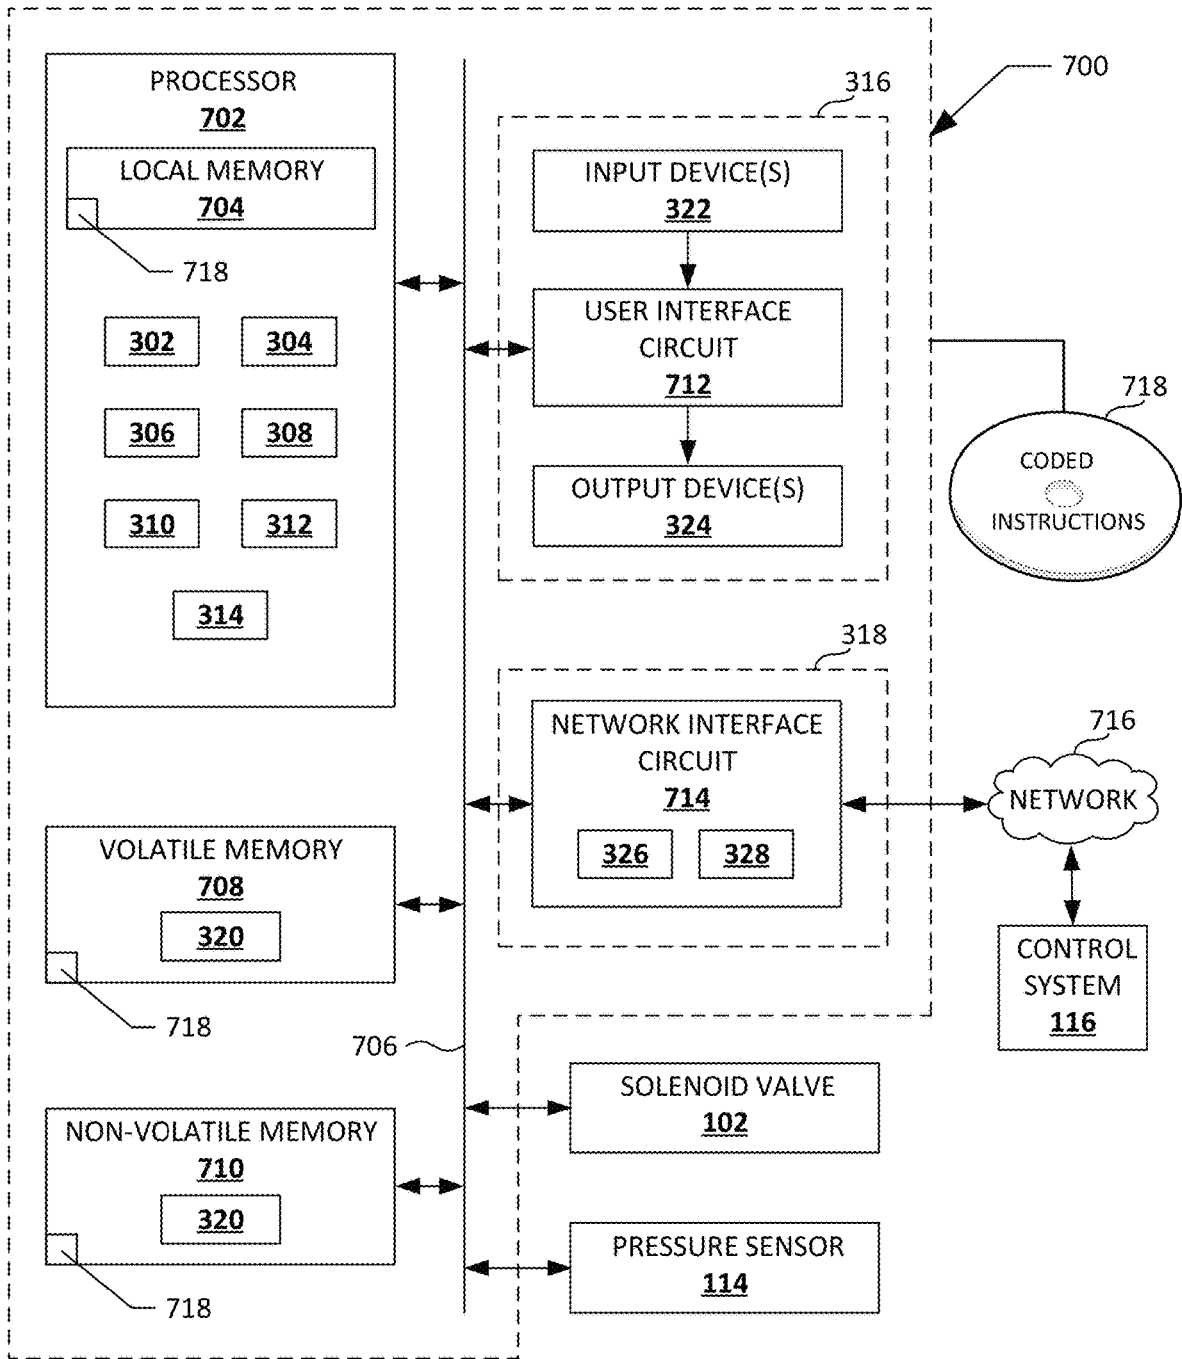 PROCESSOR
702
LOCAL MEMORY
704
718
302
304
306
308
310
312
314
VOLATILE MEMORY
708
320
718
NON-VOLATILE MEMORY
710
320
718
706
316
INPUT DEVICE(S)
322
USER INTERFACE
CIRCUIT
712
OUTPUT DEVICE(S)
324
318
NETWORK INTERFACE
CIRCUIT
714
326
328
SOLENOID VALVE
102
PRESSURE SENSOR
114
700
718
CODED
INSTRUCTIONS
716
NETWORK
CONTROL
SYSTEM
116